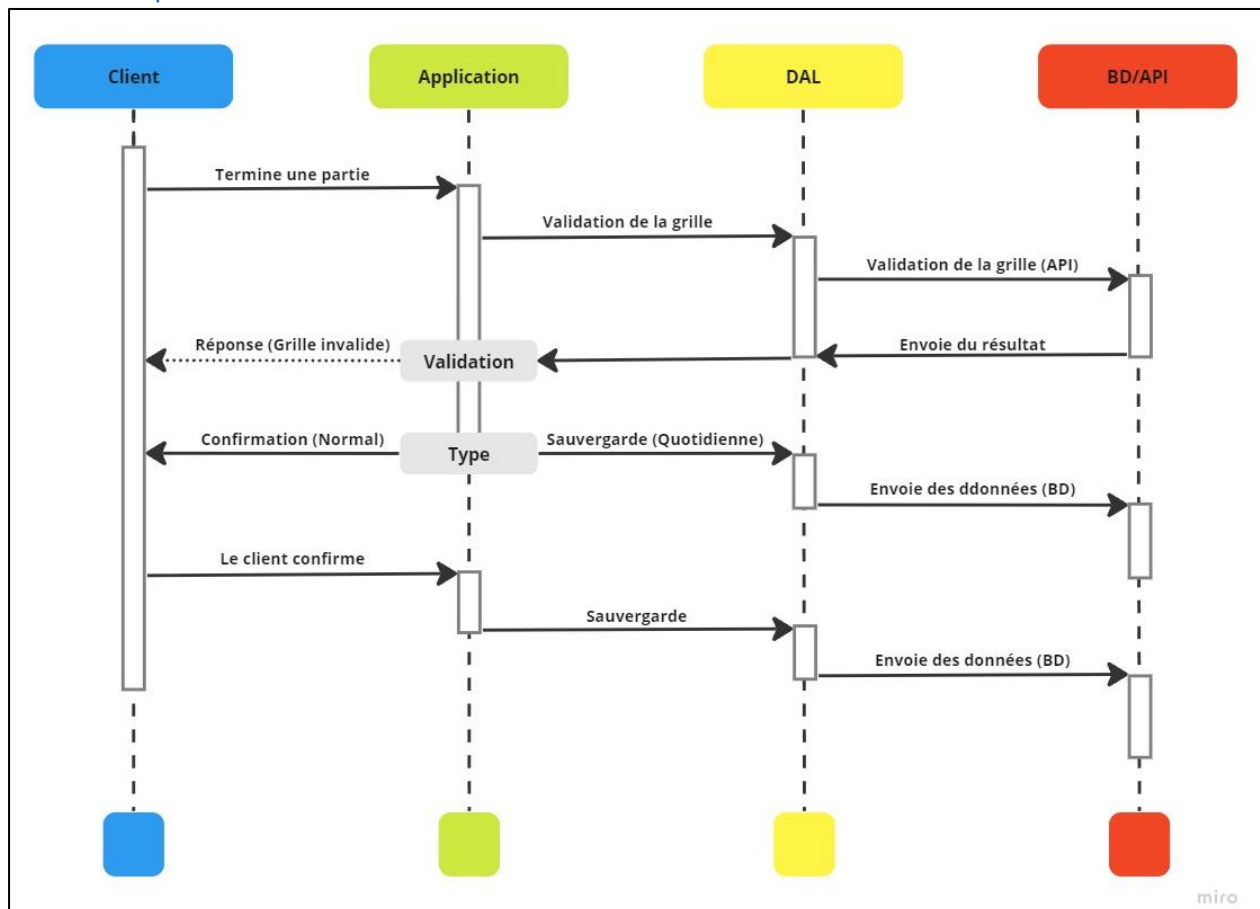 Client
Application
DAL
BD/API
Termine une partie
Validation de la grille
Validation de la grille (API)
Réponse (Grille invalide)
Validation
Envoie du résultat
Confirmation (Normal)
Type
Sauvergarde (Quotidienne)
Envoie des ddonnées (BD)
Le client confirme
Sauvergarde
Envoie des données (BD)
miro